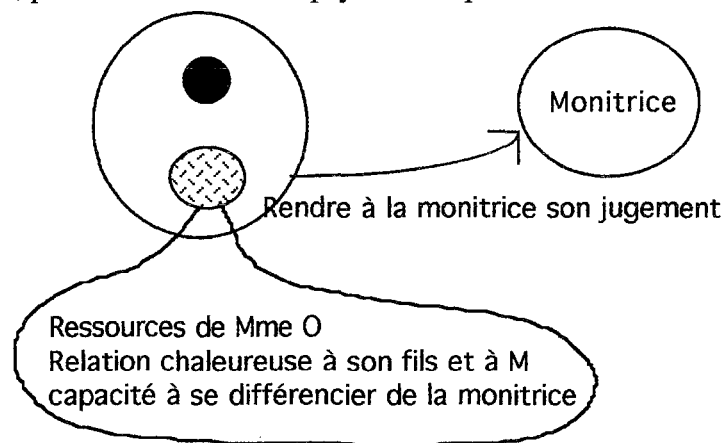 Monitrice
Rendre à la monitrice son jugement
Ressources de Mme O
Relation chaleureuse à son fils et à M
capacité à se différencier de la monitrice